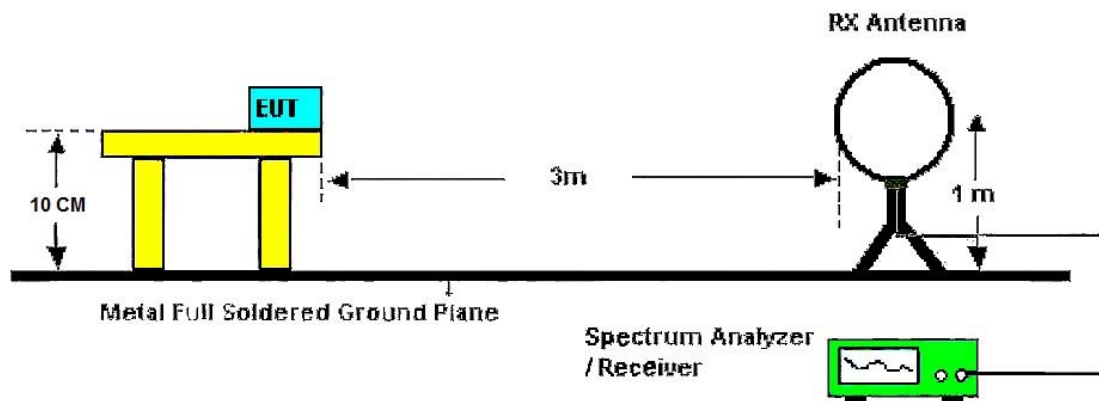 RX Antenna
EUT
3m
10 CM
1 m
Metal Full Soldered Ground Plane
Spectrum Analyzer
/ Receiver